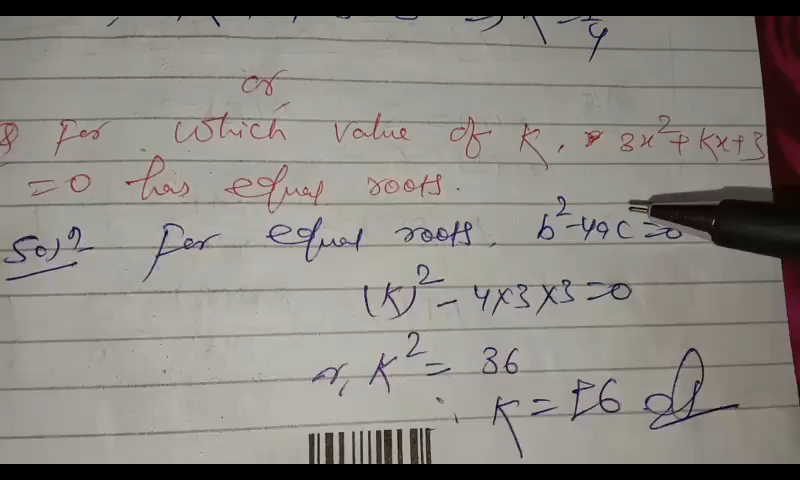 or
For which value of K, 3x²+Kx+3
=0 has equal roots.
Sol? For equal roots, b²-4ac=0
(K)² - 4×3×3=0
or, K² = 36
∴ K = ±6